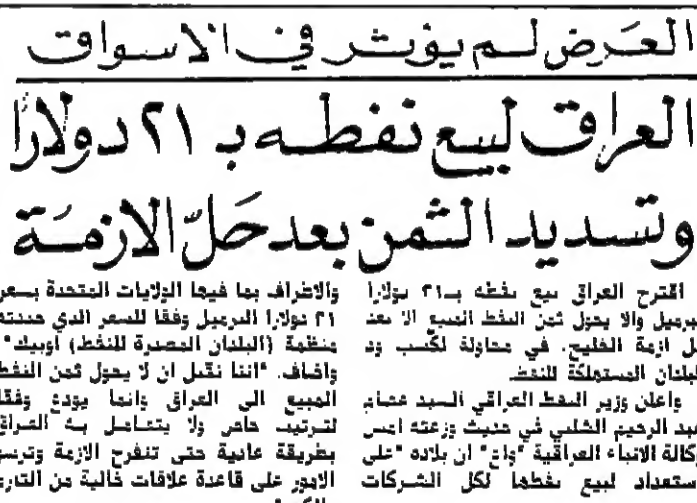 العرض لم يؤثر في الاسواق
العراق لبيع نفطه بـ ٢١ دولارا
وتسديد الثمن بعد حل الازمة
اقترح العراق بيع نفطه بـ٢١ دولارا
للبرميل والا يحول ثمن النفط المبيع الا بعد
حل ازمة الخليج، في محاولة لكسب ود
البلدان المستهلكة للنفط.
واعلن وزير النفط العراقي السيد عصام
عبد الرحيم الشلبي في حديث وزعته امس
وكالة الانباء العراقية "واع" ان بلاده "على
استعداد لبيع نفطها لكل الشركات
والاطراف بما فيها الولايات المتحدة بسعر
٢١ دولارا للبرميل وفقا للسعر الذي حددته
منظمة (البلدان المصدرة للنفط) اوبيك".
واضاف: "اننا نقبل ان لا يحول ثمن النفط
المبيع الى العراق وانما يودع وفقا
لترتيب خاص ولا يتعامل به العراق
بطريقة عادية حتى تنفرج الازمة وترسو
الامور على قاعدة علاقات خالية من التدريع